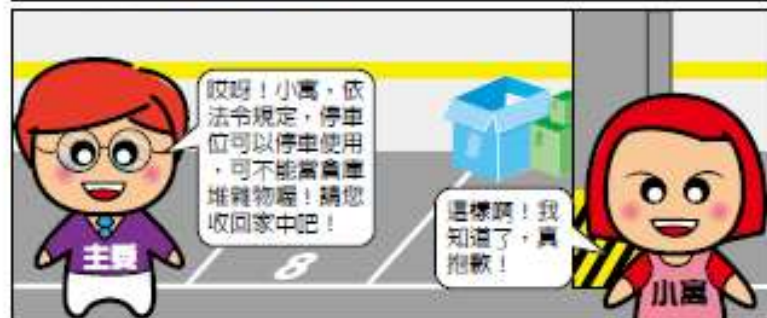 哎呀！小寓，依
法令規定，停車
位可以停車使用
，可不能當倉庫
堆雜物喔！請您
收回家中吧！
這樣啊！我
知道了，真
抱歉！
8
主委
小寓